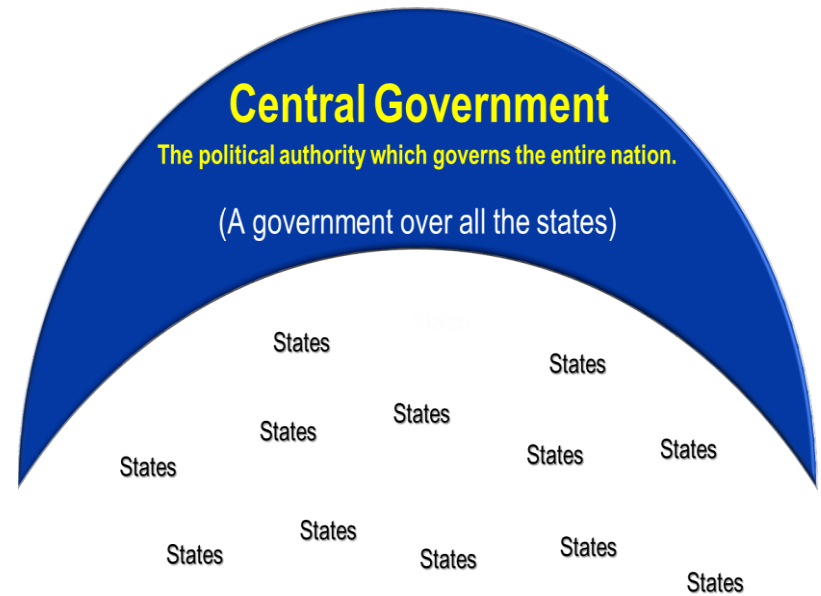 Central Government
The political authority which governs the entire nation.
(A government over all the states)
States
States
States
States
States
States
States
States
States
States
States
States